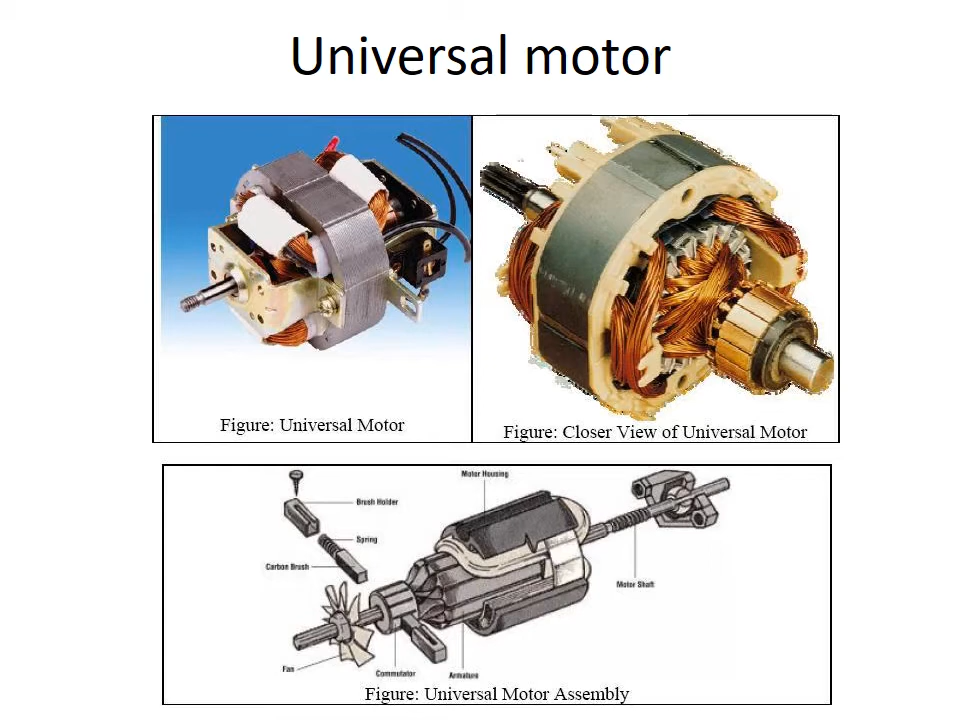 Universal motor
Figure: Universal Motor
Figure: Closer View of Universal Motor
Motor Housing
Brush Holder
Spring
Carbon Brush
Motor Shaft
Fan
Commutator
Armature
Figure: Universal Motor Assembly